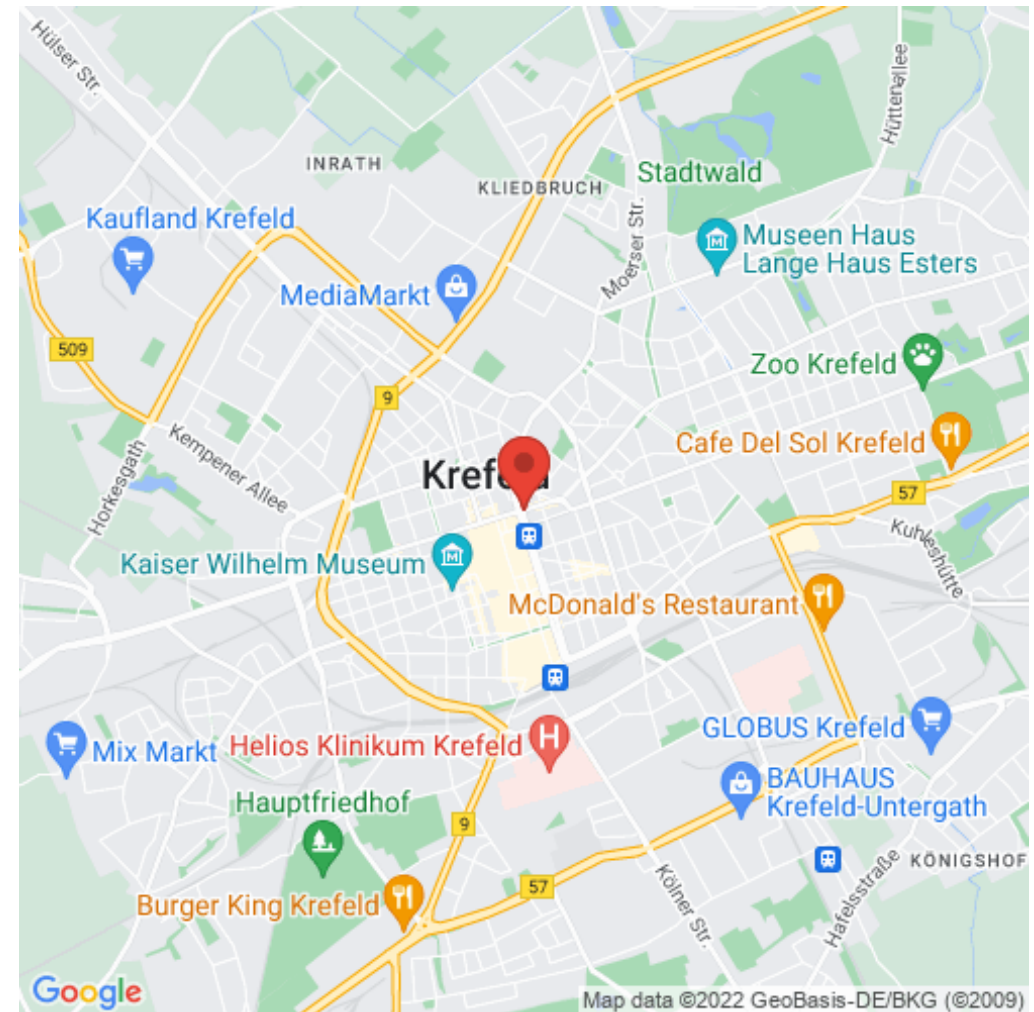 Hülser Str.
Hüttenallee
INRATH
KLIEDBRUCH
Stadtwald
Kaufland Krefeld
Moerser Str.
Museen Haus
Lange Haus Esters
MediaMarkt
509
Zoo Krefeld
9
Kempener Allee
Cafe Del Sol Krefeld
Horkesgath
57
Kuhleshütte
Kaiser Wilhelm Museum
McDonald's Restaurant
GLOBUS Krefeld
Helios Klinikum Krefeld
H
Mix Markt
BAUHAUS
Krefeld-Untergath
Hauptfriedhof
9
KÖNIGSHOF
Hafelsstraße
57
Kölner Str.
Burger King Krefeld
Google
Map data ©2022 GeoBasis-DE/BKG (©2009)